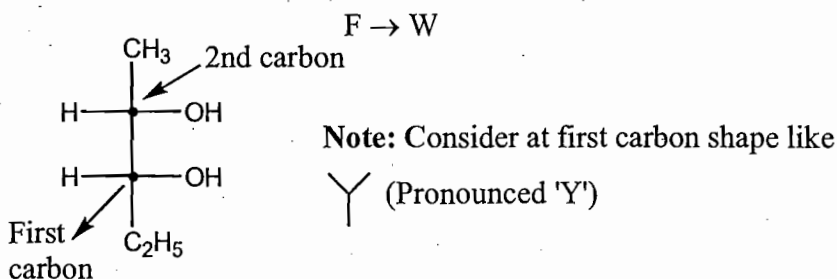 F → W
CH3
2nd carbon
H
OH
Note: Consider at first carbon shape like
H
OH
(Pronounced 'Y')
First
carbon
C2H5